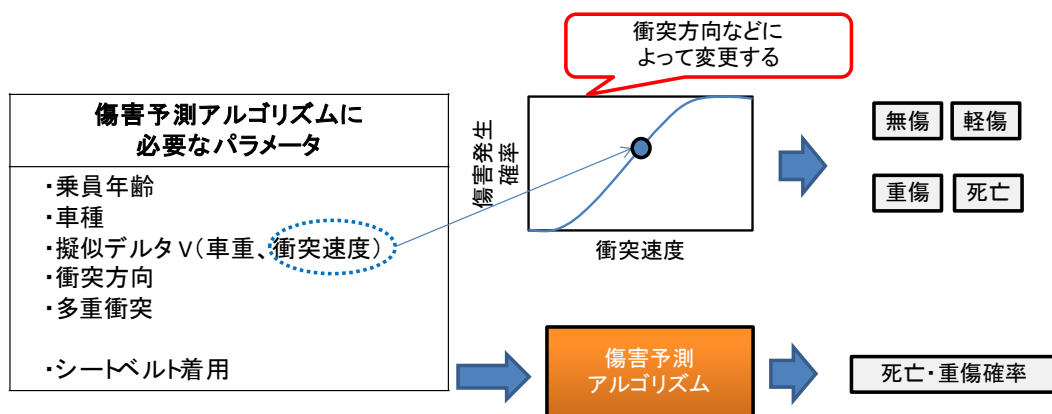 衝突方向などに
よって変更する
傷害予測アルゴリズムに
必要なパラメータ
・乗員年齢
・車種
・擬似デルタV(車重、衝突速度)
・衝突方向
・多重衝突
・シートベルト着用
傷害発生
確率
衝突速度
無傷 軽傷
重傷 死亡
傷害予測
アルゴリズム
死亡・重傷確率